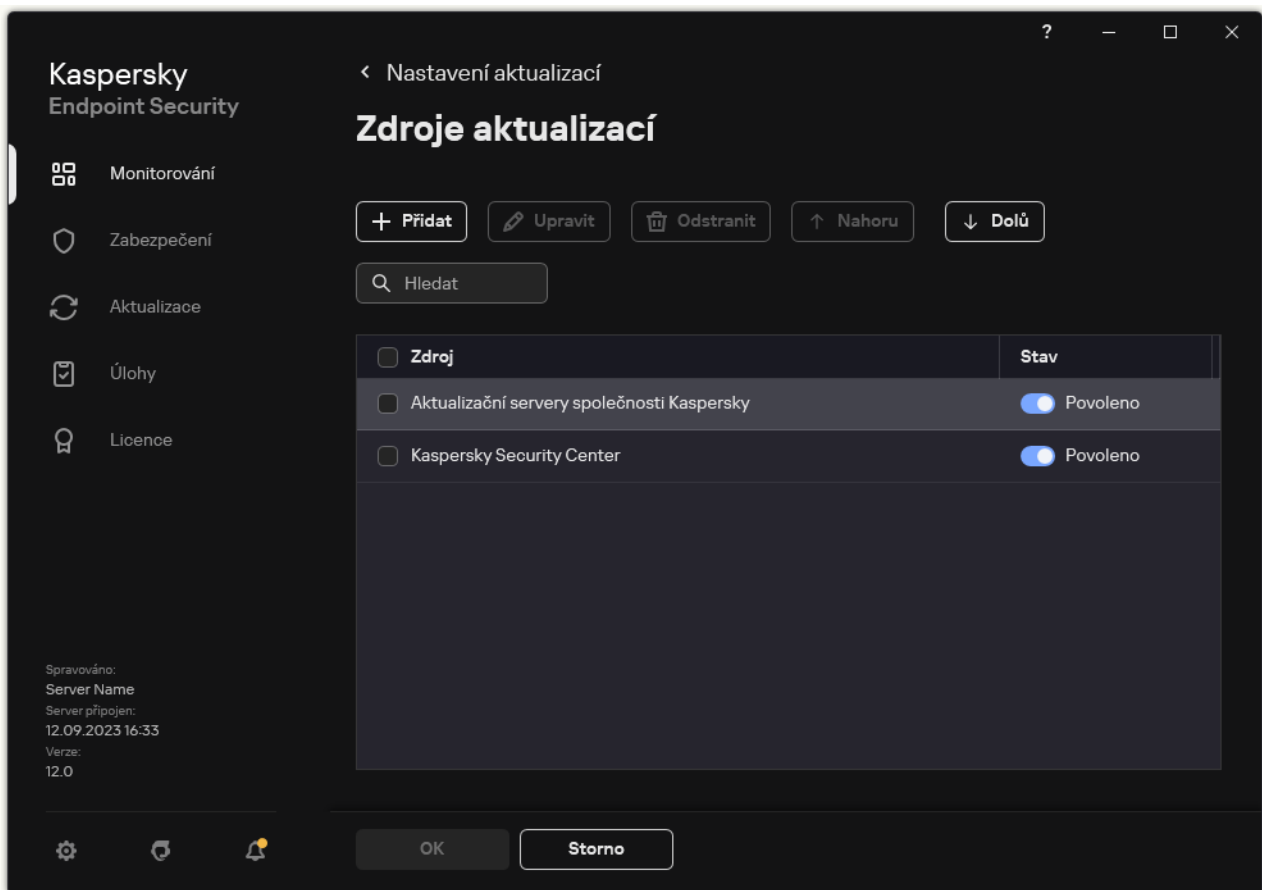 ?
Kaspersky
Endpoint Security
Nastavení aktualizací
Zdroje aktualizací
Monitorování
Zabezpečení
Aktualizace
Úlohy
Licence
Přidat Upravit Odstranit Nahoru Dolů
Hledat
Zdroj Stav
Aktualizační servery společnosti Kaspersky Povoleno
Kaspersky Security Center Povoleno
Spravováno:
Server Name
Server připojen:
12.09.2023 16:33
Verze:
12.0
OK Storno